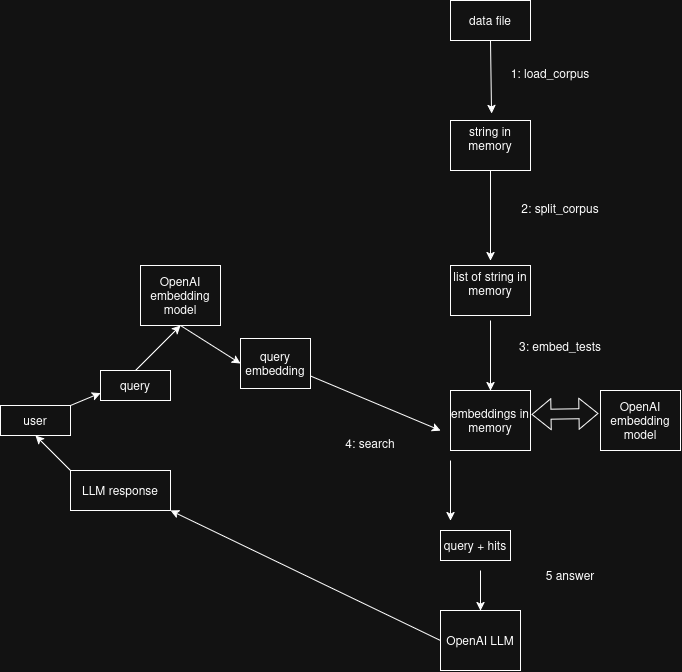 data file
1: load_corpus
string in
memory
2: split_corpus
list of string in
memory
OpenAI
embedding
model
3: embed_tests
query
embedding
query
user
embeddings in
memory
OpenAI
embedding
model
4: search
LLM response
query + hits
5 answer
OpenAI LLM